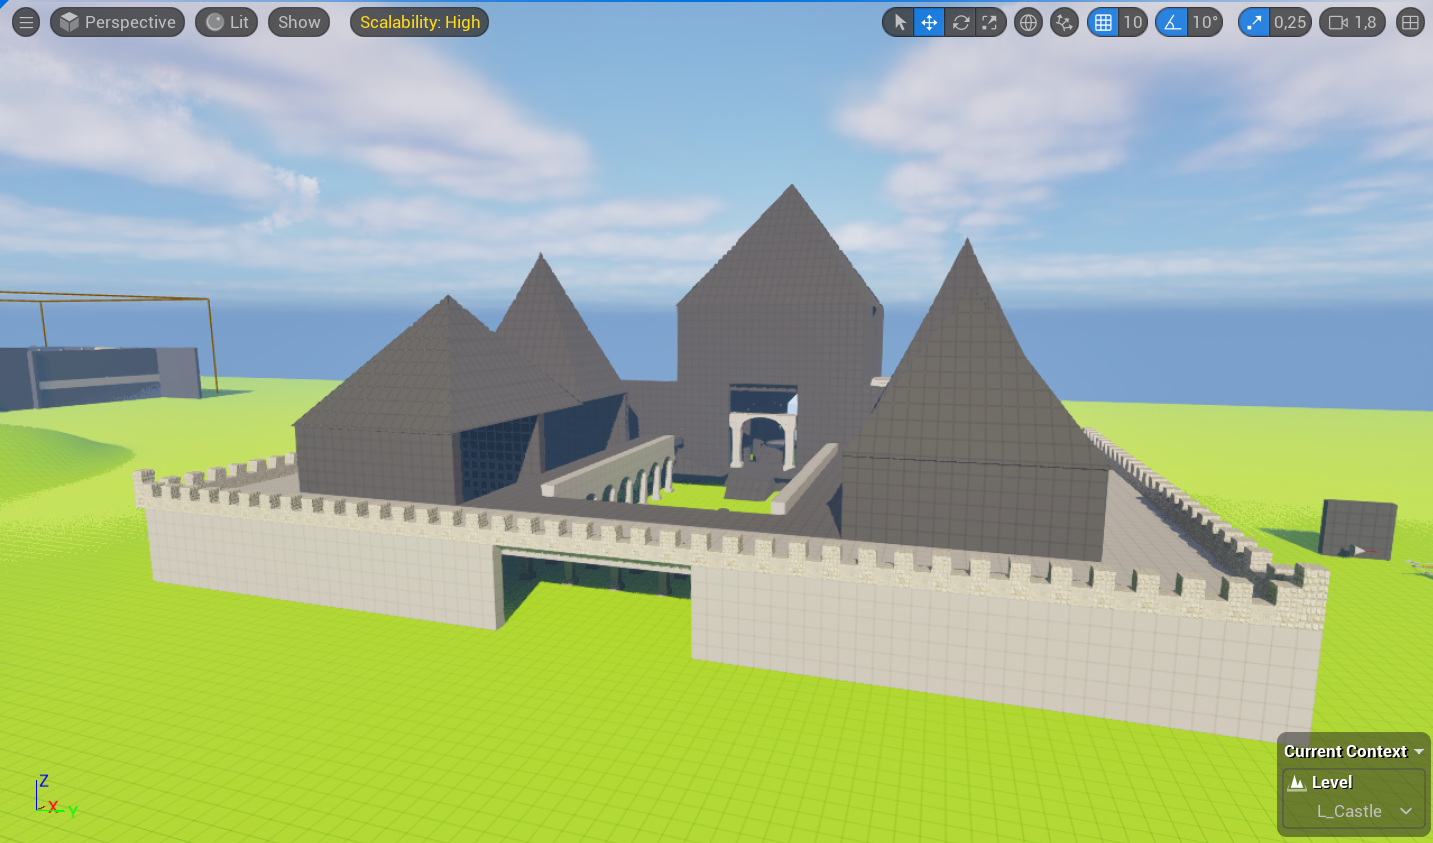 Perspective
Lit
Show
Scalability: High
10
10°
0,25
1,8
Current Context
Level
L_Castle
Z
X
Y